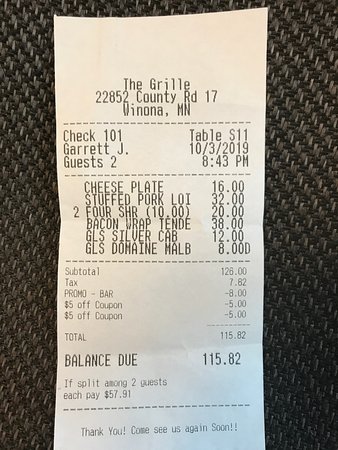 The Grille
22852 County Rd 17
Winona, MN
Check 101 Table S11
Garrett J. 10/3/2019
Guests 2 8:43 PM
CHEESE PLATE 16.00
STUFFED PORK LOI 32.00
2 FOUR SHR (10.00) 20.00
BACON WRAP TENDE 38.00
GLS SILVER CAB 12.00
GLS DOMAINE MALB 8.00D
Subtotal 126.00
Tax 7.82
PROMO - BAR -8.00
$5 off Coupon -5.00
$5 off Coupon -5.00
TOTAL 115.82
BALANCE DUE 115.82
If split among 2 guests
each pay $57.91
Thank You! Come see us again Soon!!